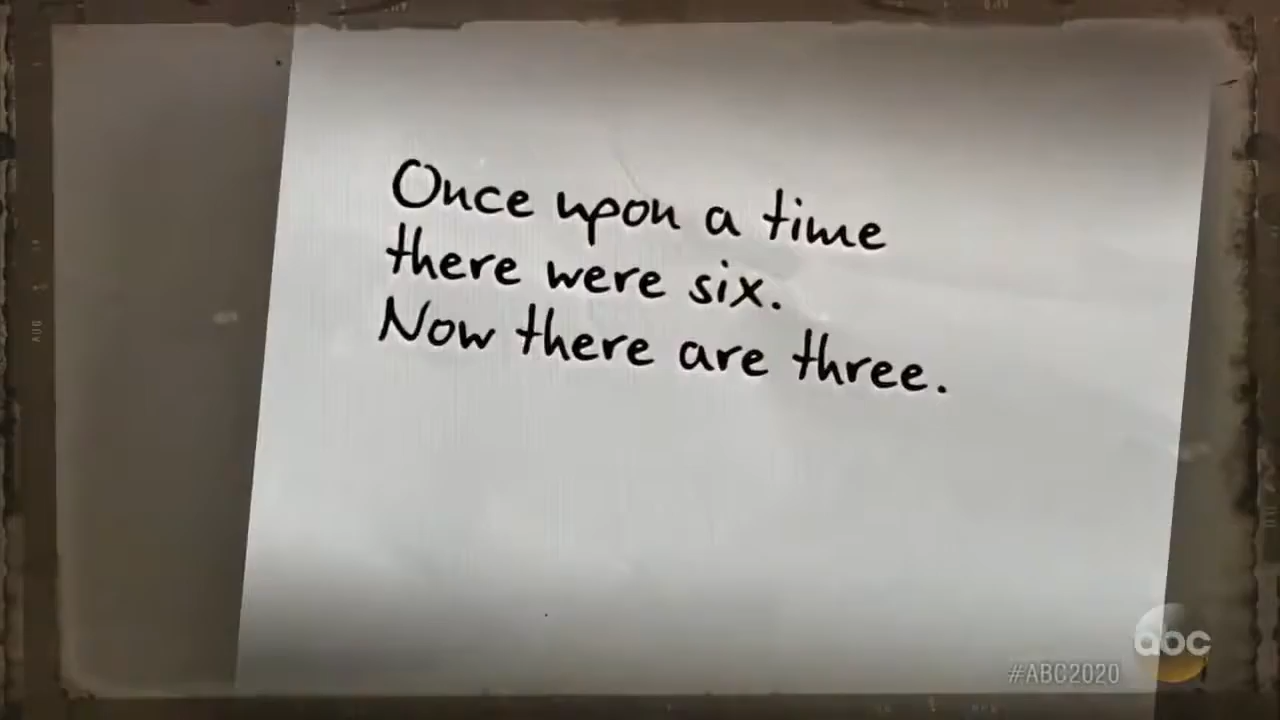 Once upon a time
there were six.
Now there are three.
abc
#ABC2020